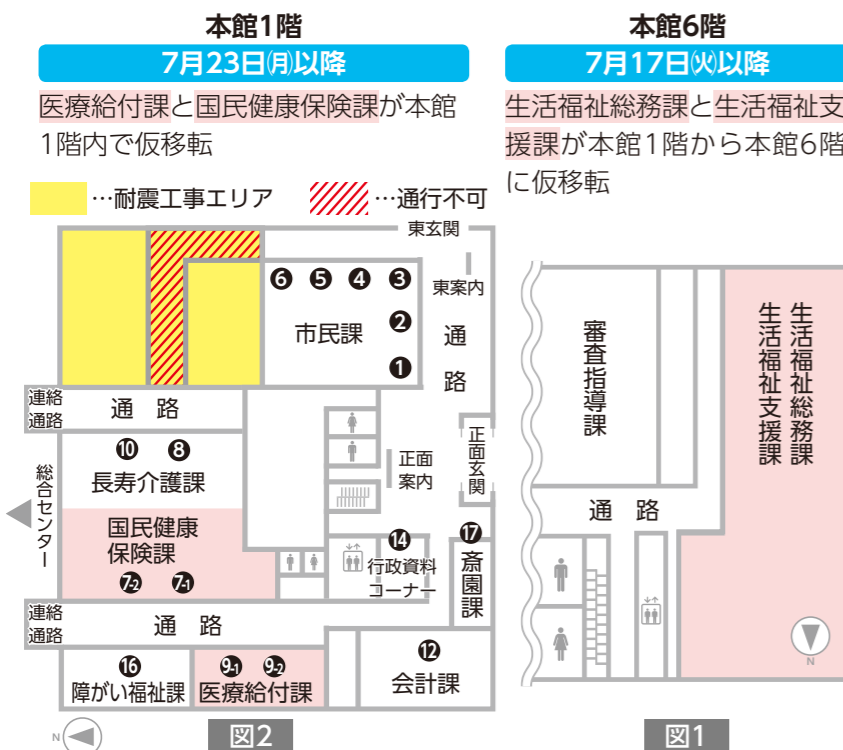 本館1階
7月23日㈪以降
医療給付課と国民健康保険課が本館
1階内で仮移転
…耐震工事エリア
…通行不可
東玄関
東案内
❻ ❺ ❹ ❸
❷
❶
市民課
通路
連絡
通路
通 路
❿ ❽
長寿介護課
総合センター
国民健康
保険課
7-2 7-1
正面
案内
正面玄関
⓮
行政資料
コーナー
⓱
斎園課
連絡
通路
通 路
⓰
障がい福祉課
9-1 9-2
医療給付課
⓬
会計課
N
図2
本館6階
7月17日㈫以降
生活福祉総務課と生活福祉支
援課が本館1階から本館6階
に仮移転
審査指導課
生活福祉総務課
生活福祉支援課
通 路
N
図1